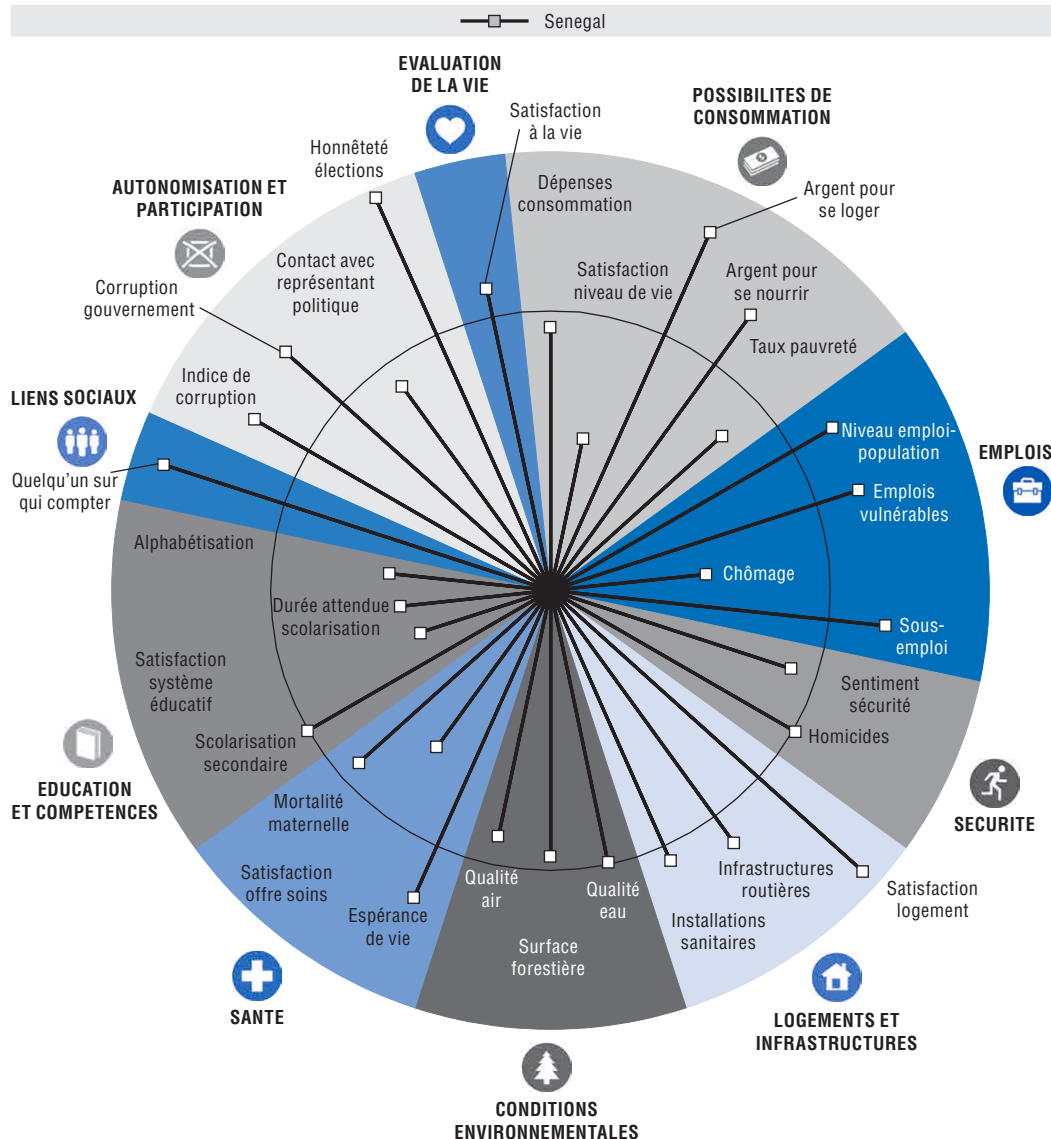 Senegal
EVALUATION
DE LA VIE
Satisfaction
à la vie
POSSIBILITES DE
CONSOMMATION
Honnêteté
élections
Dépenses
consommation
Argent pour
se loger
AUTONOMISATION ET
PARTICIPATION
Contact avec
représentant
politique
Satisfaction
niveau de vie
Argent pour
se nourrir
Corruption
gouvernement
Taux pauvreté
Indice de
corruption
LIENS SOCIAUX
Quelqu'un sur
qui compter
Niveau emploi-
population
EMPLOIS
Emplois
vulnérables
Alphabétisation
Chômage
Durée attendue
scolarisation
Sous-
emploi
Satisfaction
système
éducatif
Sentiment
sécurité
Scolarisation
secondaire
Homicides
EDUCATION
ET COMPETENCES
SECURITE
Mortalité
maternelle
Satisfaction
offre soins
Espérance
de vie
Qualité
air
Qualité
eau
Infrastructures
routières
Satisfaction
logement
Installations
sanitaires
Surface
forestière
SANTE
LOGEMENTS ET
INFRASTRUCTURES
CONDITIONS
ENVIRONNEMENTALES